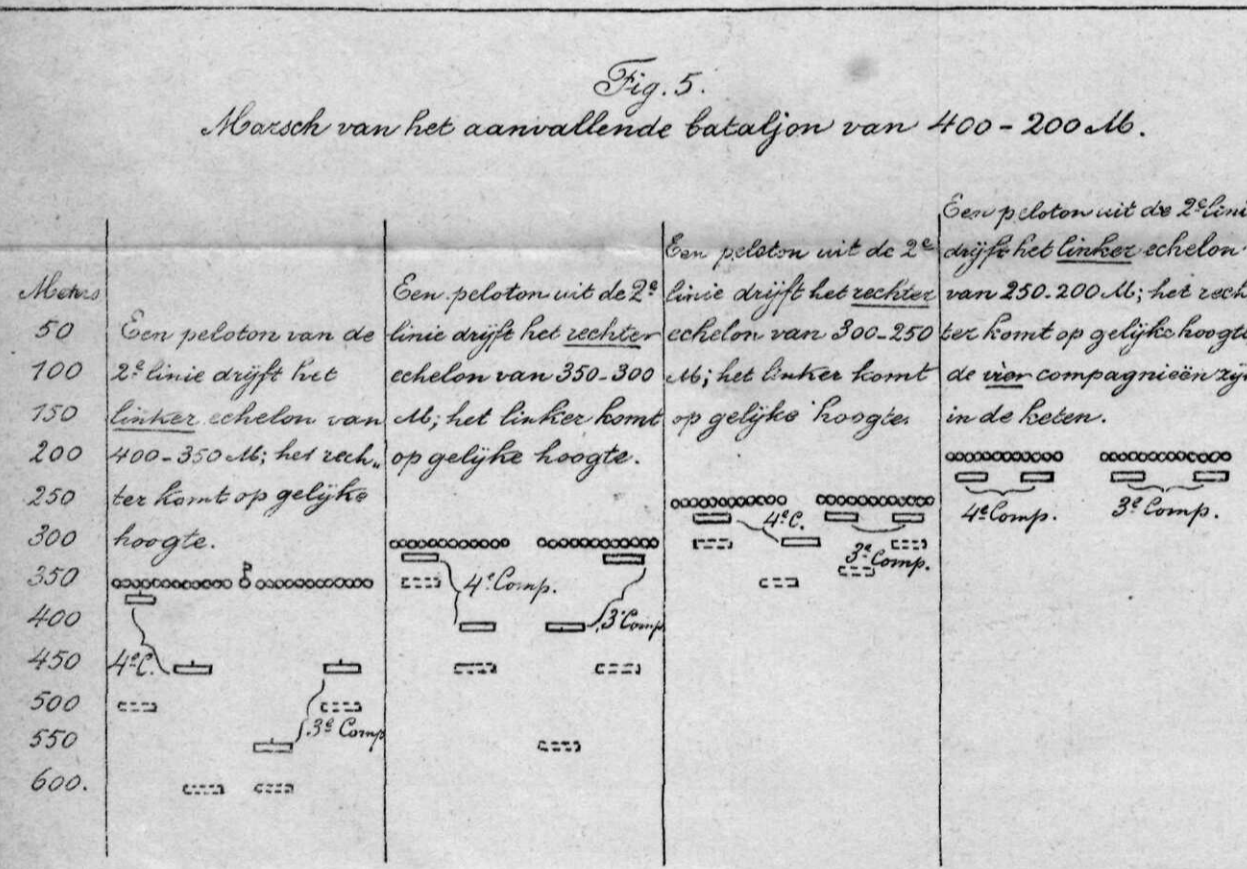 Fig. 5.
Marsch van het aanvallende bataljon van 400-200 M.
Meters
50
100
150
200
250
300
350
400
450
500
550
600.
Een peloton van de
2e linie drijft het
linker echelon van
400-350 M; het rech„
ter komt op gelijke
hoogte.
4e C.
3e Comp
Een peloton uit de 2e
linie drijft het rechter
echelon van 350-300
M; het linker komt
op gelijke hoogte.
4e Comp.
3e Comp
Een peloton uit de 2e
linie drijft het rechter
echelon van 300-250
M; het linker komt
op gelijke hoogte.
4e C.
3e Comp.
Een peloton uit de 2e lini
drijft het linker echelon
van 250-200 M; het rech
ter komt op gelijke hoogte
de vier compagnieën zij
in de keten.
4e Comp.
3e Comp.